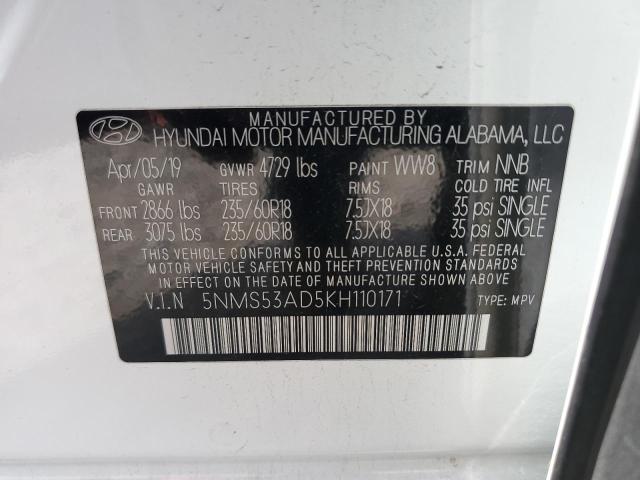 MANUFACTURED BY
HYUNDAI MOTOR MANUFACTURING ALABAMA, LLC
Apr/05/19 GVWR 4729 lbs PAINT WW8 TRIM NNB
GAWR TIRES RIMS COLD TIRE INFL
FRONT 2866 lbs 235/60R18 7.5JX18 35 psi SINGLE
REAR 3075 lbs 235/60R18 7.5JX18 35 psi SINGLE
THIS VEHICLE CONFORMS TO ALL APPLICABLE U.S.A. FEDERAL
MOTOR VEHICLE SAFETY AND THEFT PREVENTION STANDARDS
IN EFFECT ON THE DATE OF MANUFACTURE SHOWN ABOVE.
V.I.N 5NMS53AD5KH110171 TYPE: MPV